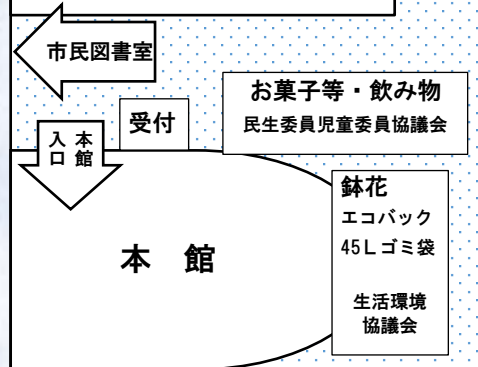 市民図書室
お菓子等・飲み物
民生委員児童委員協議会
受付
本館
入口
鉢花
エコバック
45Lゴミ袋
生活環境
協議会
本 館